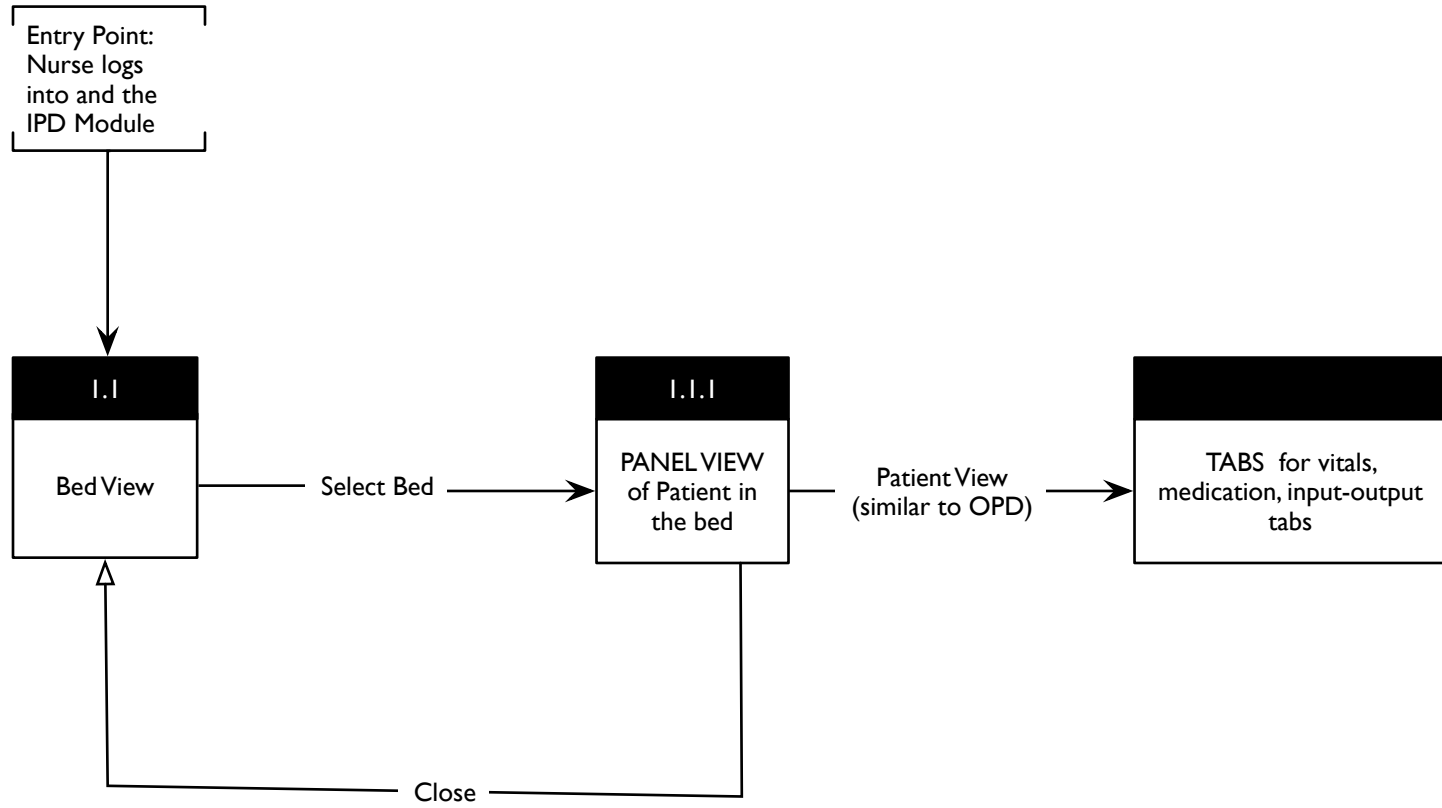 Entry Point:
Nurse logs
into and the
IPD Module
1.1
Bed View
Select Bed
1.1.1
PANEL VIEW
of Patient in
the bed
Patient View
(similar to OPD)
TABS for vitals,
medication, input-output
tabs
Close